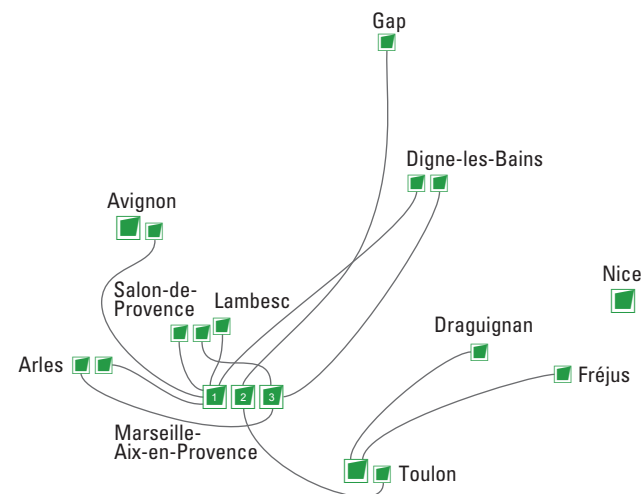 Gap
Digne-les-Bains
Avignon
Nice
Salon-de-
Provence
Lambesc
Draguignan
Arles
Fréjus
1 2 3
Marseille-
Aix-en-Provence
Toulon